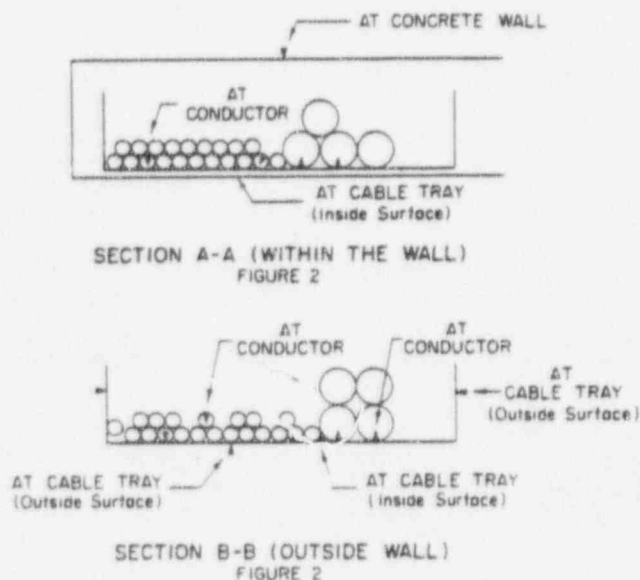 AT CONCRETE WALL
AT
CONDUCTOR
AT CABLE TRAY
(Inside Surface)
SECTION A-A (WITHIN THE WALL)
FIGURE 2
AT
CONDUCTOR
AT
CONDUCTOR
AT
CABLE TRAY
(Outside Surface)
AT CABLE TRAY
(Outside Surface)
AT CABLE TRAY
(Inside Surface)
SECTION B-B (OUTSIDE WALL)
FIGURE 2